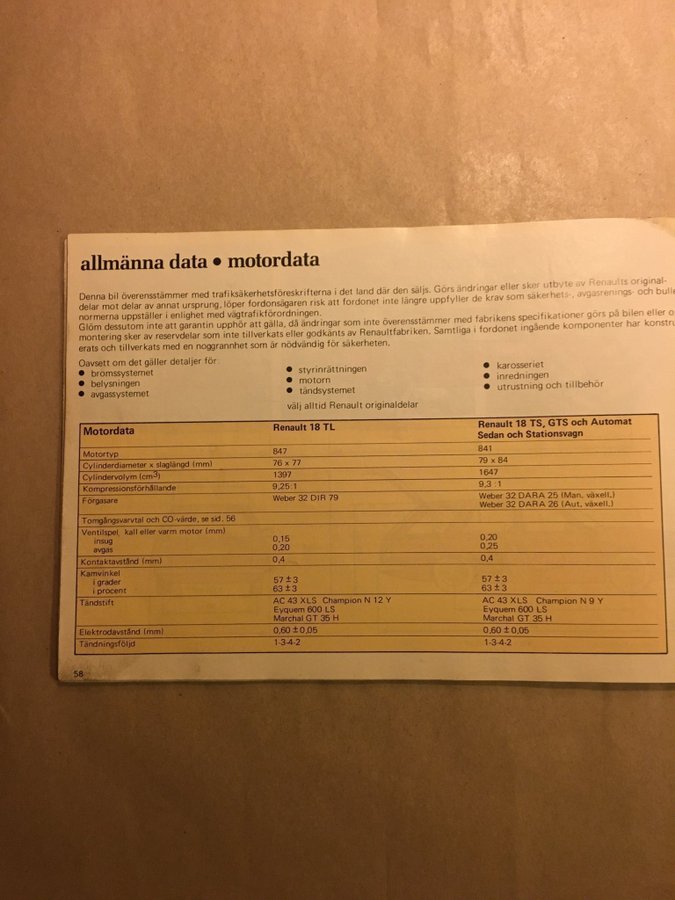 allmänna data • motordata
Denna bil överensstämmer med trafiksäkerhetsföreskrifterna i det land där den säljs. Görs ändringar eller sker utbyte av Renaults original-
delar mot delar av annat ursprung, löper fordonsägaren risk att fordonet inte längre uppfyller de krav som säkerhets-, avgasrenings- och bulle
normerna uppställer i enlighet med vägtrafikförordningen.
Glöm dessutom inte att garantin upphör att gälla, då ändringar som inte överensstämmer med fabrikens specifikationer görs på bilen eller o
montering sker av reservdelar som inte tillverkats eller godkänts av Renaultfabriken. Samtliga i fordonet ingående komponenter har konstru
erats och tillverkats med en noggrannhet som är nödvändig för säkerheten.
Oavsett om det gäller detaljer för:
• bromssystemet • styrinrättningen • karosseriet
• belysningen • motorn • inredningen
• avgassystemet • tändsystemet • utrustning och tillbehör
välj alltid Renault originaldelar
Motordata Renault 18 TL Renault 18 TS, GTS och Automat
Sedan och Stationsvagn
Motortyp 847 841
Cylinderdiameter x slaglängd (mm) 76 x 77 79 x 84
Cylindervolym (cm3) 1397 1647
Kompressionsförhållande 9,25:1 9,3 :1
Förgasare Weber 32 DIR 79 Weber 32 DARA 25 (Man. växell.)
Weber 32 DARA 26 (Aut. växell.)
Tomgångsvarvtal och CO-värde, se sid. 56
Ventilspel, kall eller varm motor (mm)
insug 0,15 0,20
avgas 0,20 0,25
Kontaktavstånd (mm) 0,4 0,4
Kamvinkel
i grader 57 ±3 57 ±3
i procent 63 ±3 63 ±3
Tändstift AC 43 XLS Champion N 12 Y AC 43 XLS Champion N 9 Y
Eyquem 600 LS Eyquem 600 LS
Marchal GT 35 H Marchal GT 35 H
Elektrodavstånd (mm) 0,60 ±0,05 0,60 ±0,05
Tändningsföljd 1-3-4-2 1-3-4-2
58